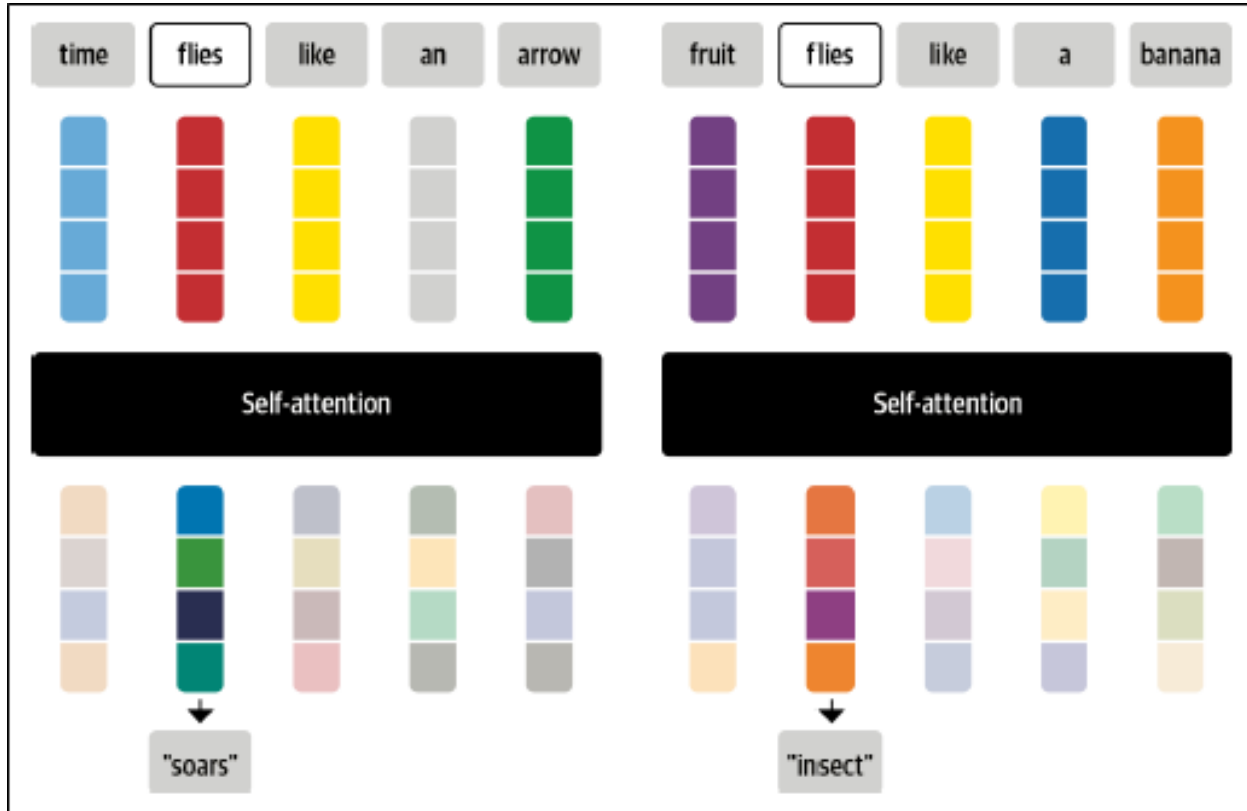 time flies like an arrow fruit flies like a banana
Self-attention Self-attention
"soars" "insect"